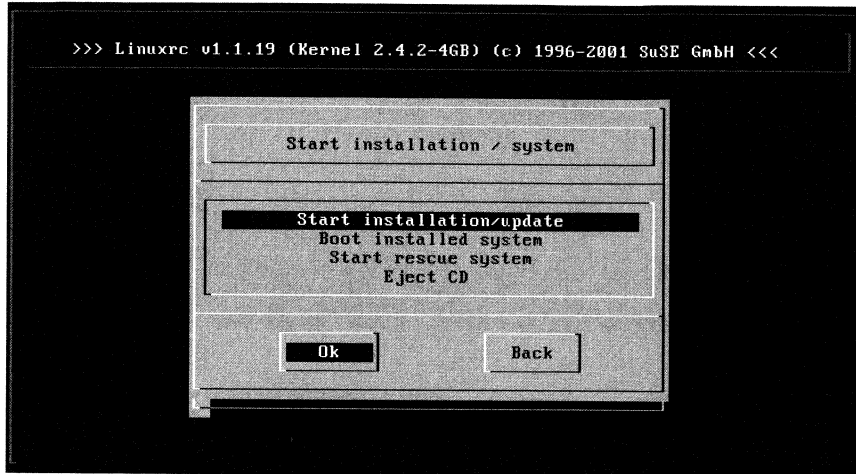 >>> Linuxrc v1.1.19 (Kernel 2.4.2-4GB) (c) 1996-2001 SuSE GmbH <<<
Start installation / system
Start installation/update
Boot installed system
Start rescue system
Eject CD
Ok
Back